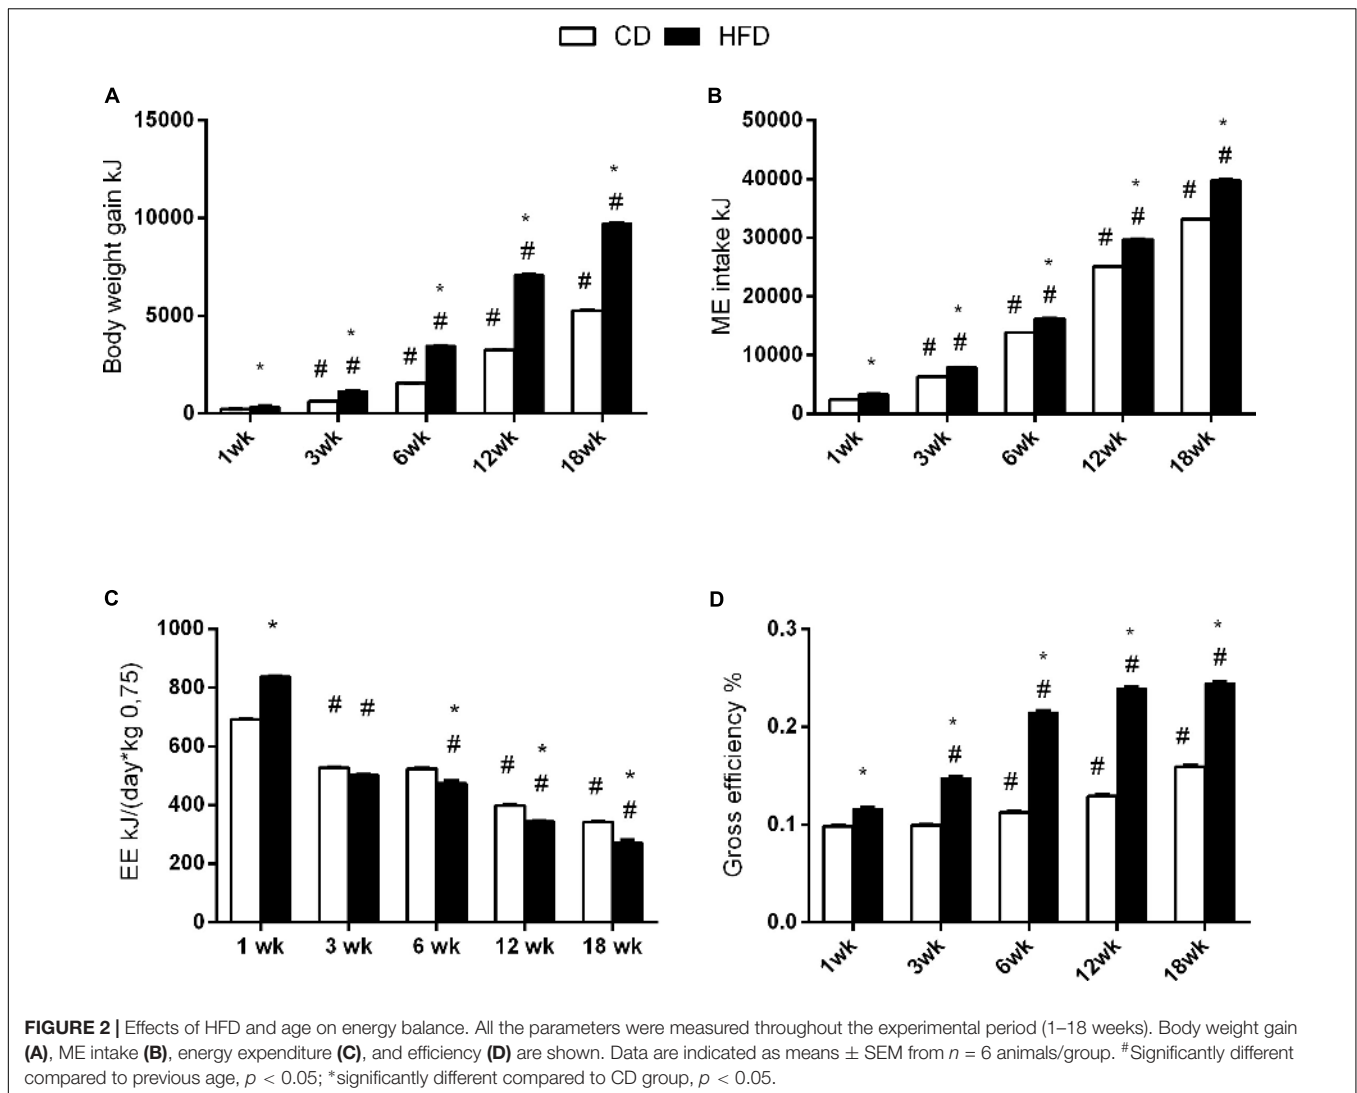 CD HFD
A
15000
10000
5000
0
Body weight gain kJ
*
# * #
# * #
# * #
# * #
1wk 3wk 6wk 12wk 18wk
B
50000
40000
30000
20000
10000
0
ME intake kJ
*
# * #
# * #
# * #
# * #
1wk 3wk 6wk 12wk 18wk
C
1000
800
600
400
200
0
EE kJ/(day*kg 0,75)
*
# #
* #
# * #
# * #
1 wk 3 wk 6 wk 12 wk 18 wk
D
0.3
0.2
0.1
0.0
Gross efficiency %
*
* #
# * #
# * #
# * #
1wk 3wk 6wk 12wk 18wk
FIGURE 2 | Effects of HFD and age on energy balance. All the parameters were measured throughout the experimental period (1–18 weeks). Body weight gain
(A), ME intake (B), energy expenditure (C), and efficiency (D) are shown. Data are indicated as means ± SEM from n = 6 animals/group. #Significantly different
compared to previous age, p < 0.05; *significantly different compared to CD group, p < 0.05.